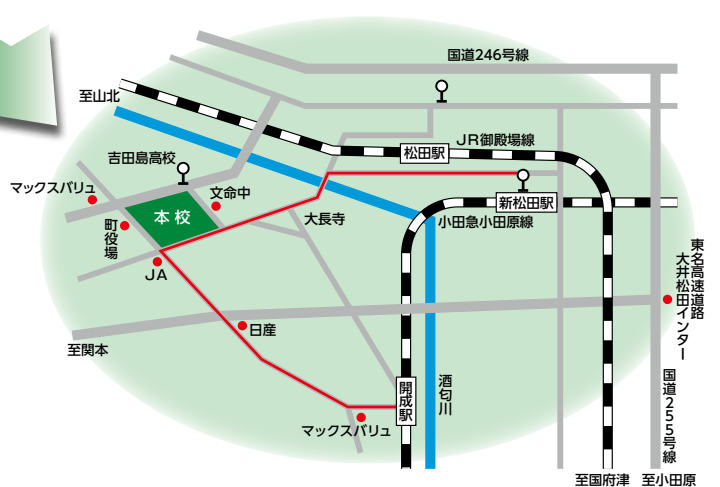 国道246号線
至山北
JR御殿場線
松田駅
吉田島高校
マックスバリュ
文命中
本校
新松田駅
町役場
大長寺
小田急小田原線
JA
東名高速道路
大井松田インター
日産
至関本
開成駅
酒匂川
国道255号線
マックスバリュ
至国府津
至小田原